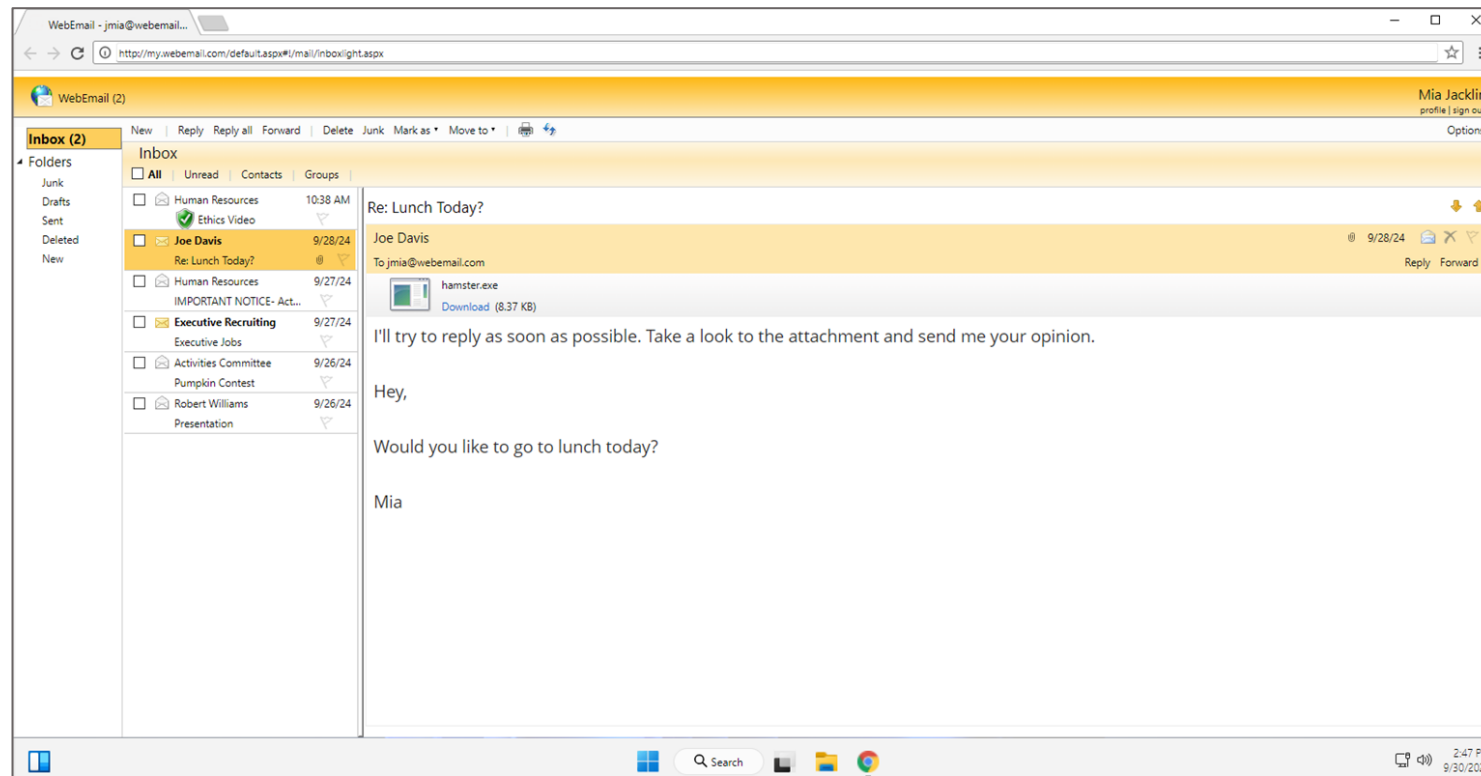 WebEmail - jmia@webemail...
http://my.webemail.com/default.aspx#l/mail/inboxlight.aspx
WebEmail (2)
Mia Jacklin
profile | sign
Inbox (2)
New | Reply Reply all Forward | Delete Junk Mark as Move to |
Folders
Inbox
All | Unread | Contacts | Groups |
Junk
Drafts
Sent
Deleted
New
Human Resources 10:38 AM
Ethics Video
Joe Davis 9/28/24
Re: Lunch Today?
Human Resources 9/27/24
IMPORTANT NOTICE- Act...
Executive Recruiting 9/27/24
Executive Jobs
Activities Committee 9/26/24
Pumpkin Contest
Robert Williams 9/26/24
Presentation
Re: Lunch Today?
Joe Davis 9/28/24
To jmia@webemail.com Reply Forward
hamster.exe
Download (8.37 KB)
I'll try to reply as soon as possible. Take a look to the attachment and send me your opinion.
Hey,
Would you like to go to lunch today?
Mia
Search
2:47